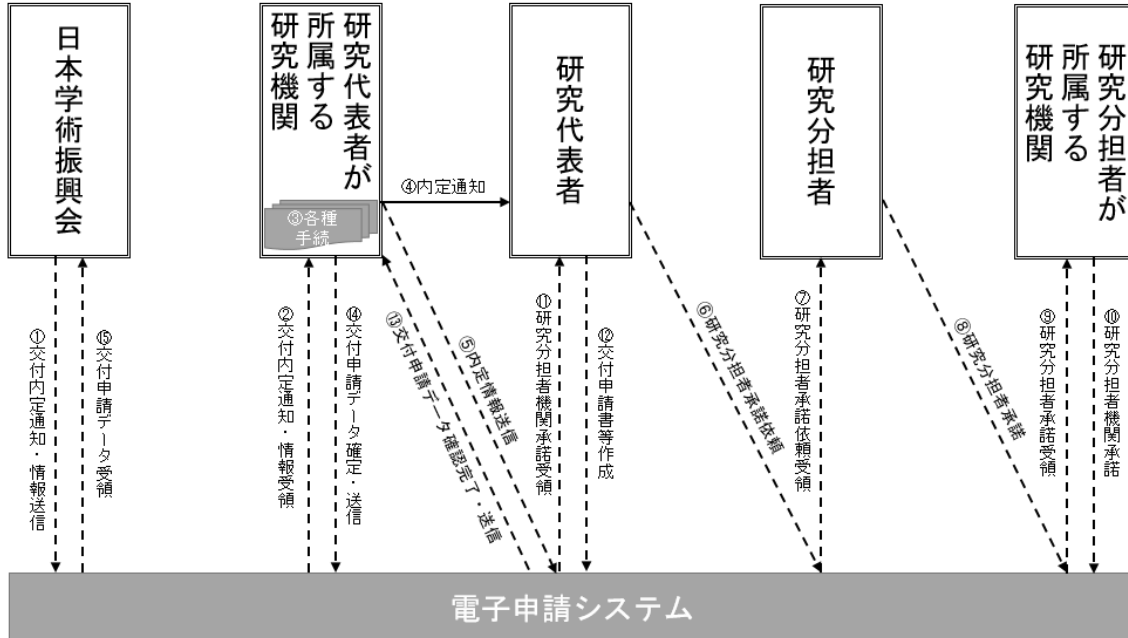 日本学術振興会
研究代表者が
所属する
研究機関
③各種
手続
④内定通知
研究代表者
研究分担者
研究分担者が
所属する
研究機関
①交付内定通知・情報送信
⑮交付申請データ受領
②交付内定通知・情報受領
⑭交付申請データ確定・送信
⑬交付申請データ確認完了・送信
⑤内定情報送信
⑪研究分担者機関承諾受領
⑫交付申請書等作成
⑥研究分担者承諾依頼
⑦研究分担者承諾依頼受領
⑧研究分担者承諾
⑨研究分担者承諾受領
⑩研究分担者機関承諾
電子申請システム